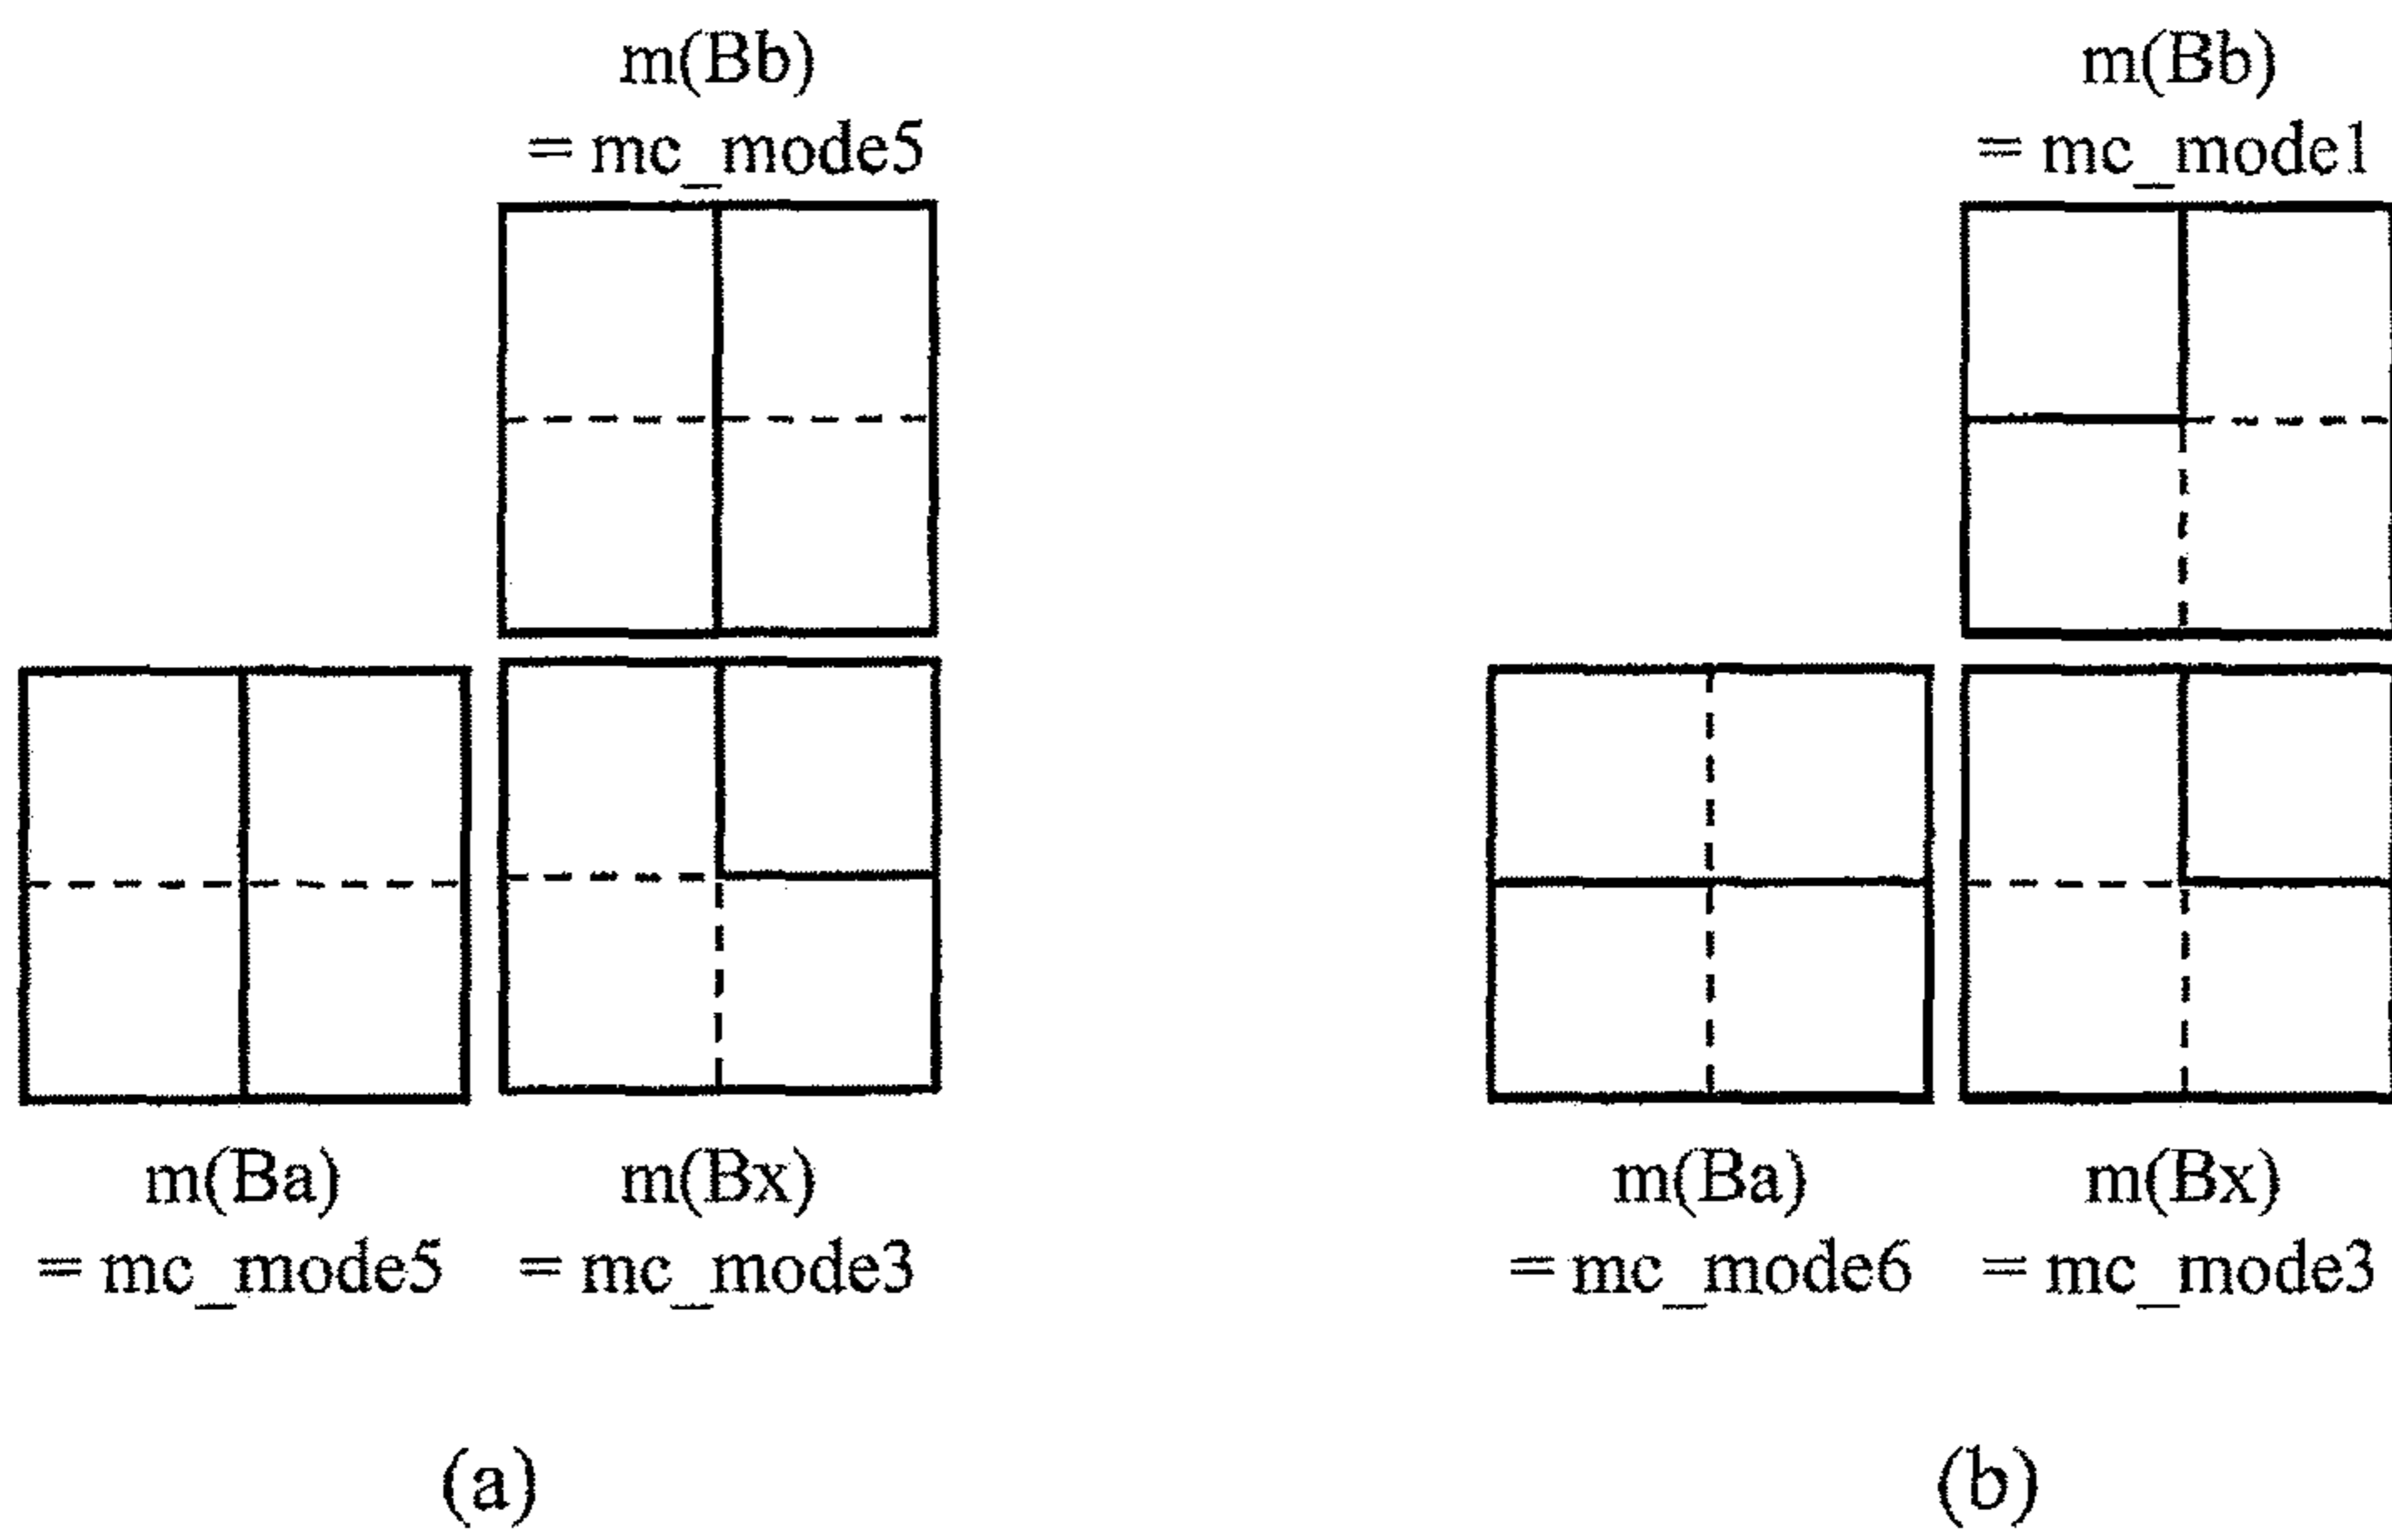 m(Bb)
= mc_mode5
m(Ba)
= mc_mode5
m(Bx)
= mc_mode3
(a)
m(Bb)
= mc_mode1
m(Ba)
= mc_mode6
m(Bx)
= mc_mode3
(b)